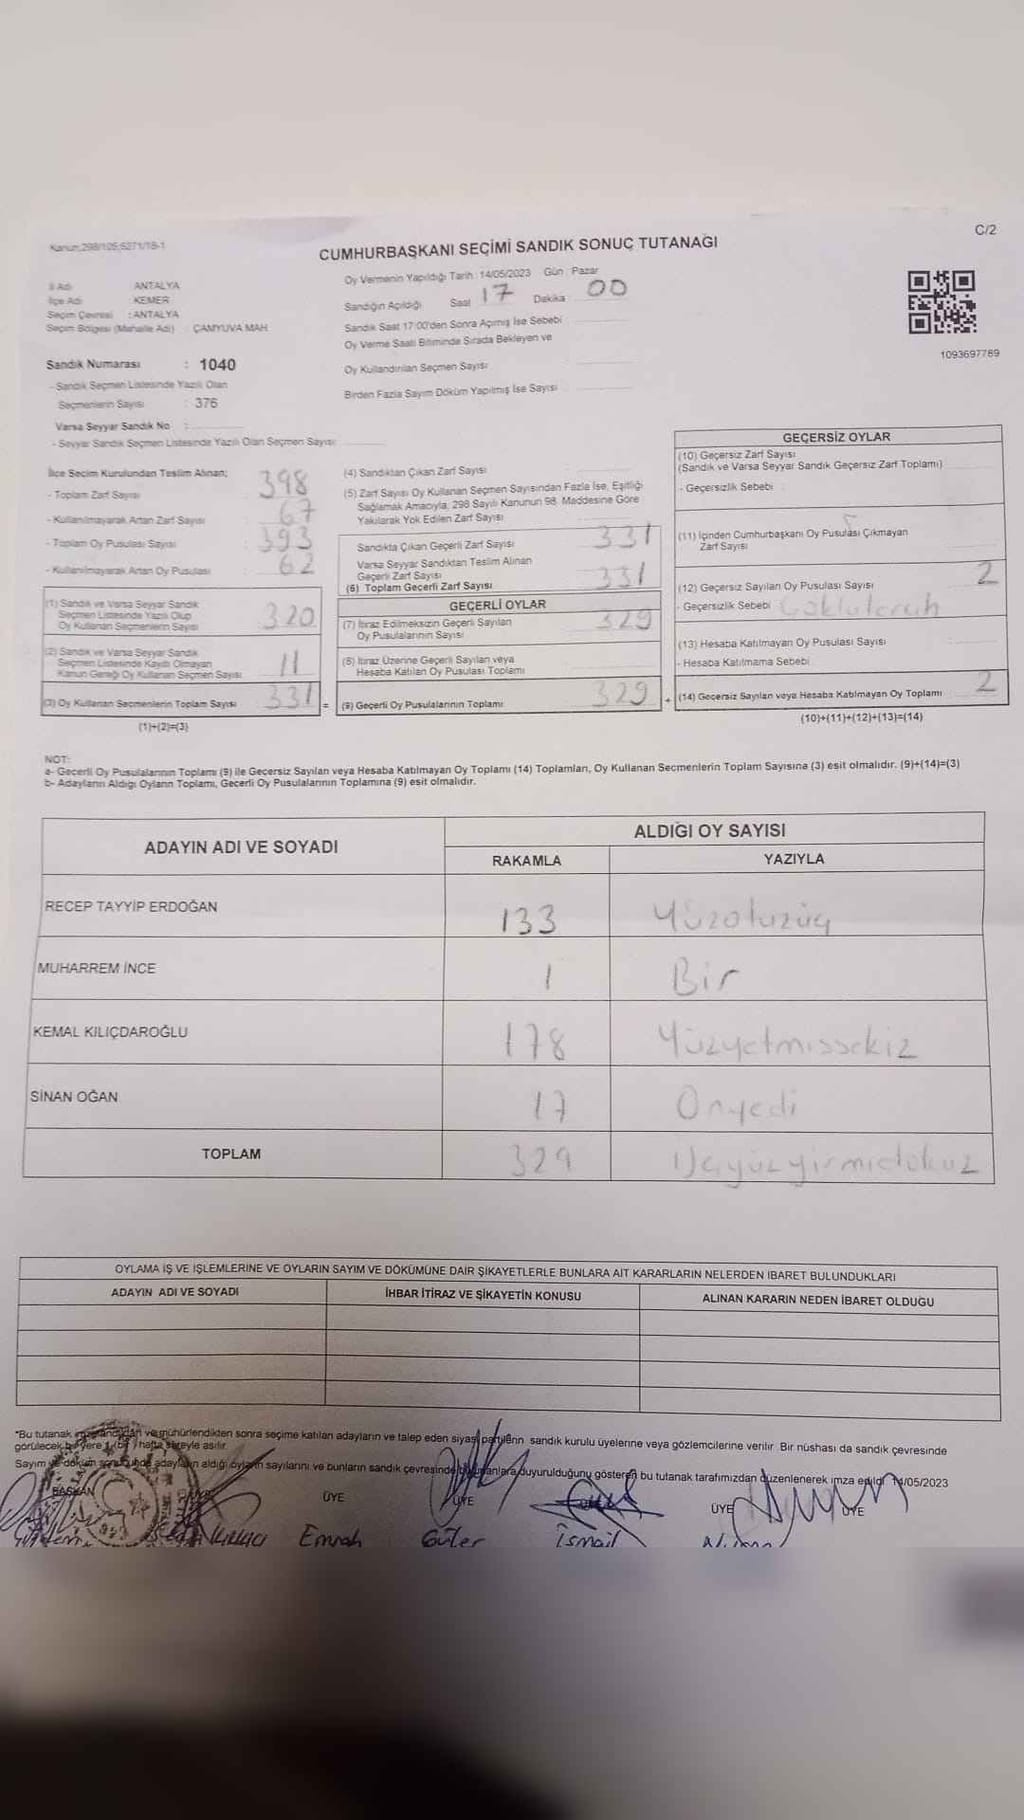 Kanun;298/105;6271/18-1
C/2
CUMHURBAŞKANI SEÇİMİ SANDIK SONUÇ TUTANAĞI
İl Adı : ANTALYA
İlçe Adı : KEMER
Seçim Çevresi : ANTALYA
Seçim Bölgesi (Mahalle Adı) : ÇAMYUVA MAH
Sandık Numarası : 1040
- Sandık Seçmen Listesinde Yazılı Olan
Seçmenlerin Sayısı : 376
Varsa Seyyar Sandık No :
- Seyyar Sandık Seçmen Listesinde Yazılı Olan Seçmen Sayısı
Oy Vermenin Yapıldığı Tarih : 14/05/2023 Gün : Pazar
Sandığın Açıldığı Saat 17 Dakika 00
Sandık Saat 17:00'den Sonra Açımış İse Sebebi
Oy Verme Saati Bitiminde Sırada Bekleyen ve
Oy Kullandırılan Seçmen Sayısı
Birden Fazla Sayım Döküm Yapılmış İse Sayısı
1093697769
İlçe Seçim Kurulundan Teslim Alınan;
- Toplam Zarf Sayısı 398
- Kullanılmayarak Artan Zarf Sayısı 67
- Toplam Oy Pusulası Sayısı 393
- Kullanılmayarak Artan Oy Pusulası 62
(1) Sandık ve Varsa Seyyar Sandık
Seçmen Listesinde Yazılı Olup
Oy Kullanan Seçmenlerin Sayısı 320
(2) Sandık ve Varsa Seyyar Sandık
Seçmen Listesinde Kayıtlı Olmayan
Kanun Gereği Oy Kullanan Seçmen Sayısı 11
(3) Oy Kullanan Seçmenlerin Toplam Sayısı 331 =
(1)+(2)=(3)
(4) Sandıktan Çıkan Zarf Sayısı
(5) Zarf Sayısı Oy Kullanan Seçmen Sayısından Fazla İse, Eşitliği
Sağlamak Amacıyla, 298 Sayılı Kanunun 98. Maddesine Göre
Yakılarak Yok Edilen Zarf Sayısı
Sandıkta Çıkan Geçerli Zarf Sayısı 331
Varsa Seyyar Sandıktan Teslim Alınan
Geçerli Zarf Sayısı
(6) Toplam Geçerli Zarf Sayısı 331
GEÇERLİ OYLAR
(7) İtiraz Edilmeksizin Geçerli Sayılan
Oy Pusulalarının Sayısı 329
(8) İtiraz Üzerine Geçerli Sayılan veya
Hesaba Katılan Oy Pusulası Toplamı
(9) Geçerli Oy Pusulalarının Toplamı 329 +
GEÇERSİZ OYLAR
(10) Geçersiz Zarf Sayısı
(Sandık ve Varsa Seyyar Sandık Geçersiz Zarf Toplamı)
- Geçersizlik Sebebi
(11) İçinden Cumhurbaşkanı Oy Pusulası Çıkmayan
Zarf Sayısı
(12) Geçersiz Sayılan Oy Pusulası Sayısı 2
- Geçersizlik Sebebi
(13) Hesaba Katılmayan Oy Pusulası Sayısı
- Hesaba Katılmama Sebebi
(14) Geçersiz Sayılan veya Hesaba Katılmayan Oy Toplamı 2
(10)+(11)+(12)+(13)=(14)
NOT:
a- Geçerli Oy Pusulalarının Toplamı (9) ile Geçersiz Sayılan veya Hesaba Katılmayan Oy Toplamı (14) Toplamları, Oy Kullanan Seçmenlerin Toplam Sayısına (3) eşit olmalıdır. (9)+(14)=(3)
b- Adayların Aldığı Oyların Toplamı, Geçerli Oy Pusulalarının Toplamına (9) eşit olmalıdır.
ADAYIN ADI VE SOYADI
ALDIĞI OY SAYISI
RAKAMLA YAZIYLA
RECEP TAYYİP ERDOĞAN 133 Yüzotuzüç
MUHARREM İNCE 1 Bir
KEMAL KILIÇDAROĞLU 178 Yüzyetmişsekiz
SİNAN OĞAN 17 Onyedi
TOPLAM 329 Üçyüzyirmidokuz
OYLAMA İŞ VE İŞLEMLERİNE VE OYLARIN SAYIM VE DÖKÜMÜNE DAİR ŞİKAYETLERLE BUNLARA AİT KARARLARIN NELERDEN İBARET BULUNDUKLARI
ADAYIN ADI VE SOYADI İHBAR İTİRAZ VE ŞİKAYETİN KONUSU ALINAN KARARIN NEDEN İBARET OLDUĞU
*Bu tutanak ve mühürlendikten sonra seçime katılan adayların ve talep eden siyasi partilerin sandık kurulu üyelerine veya gözlemcilerine verilir. Bir nüshası da sandık çevresinde
görülecek bir yere 1 (bir) hafta süreyle asılır.
Sayım ve döküm sonucunda adayların aldığı oyların sayılarını ve bunların sandık çevresinde duyurulduğunu gösteren bu tutanak tarafımızdan düzenlenerek imza edildi 14/05/2023
BAŞKAN ÜYE ÜYE ÜYE ÜYE
Emrah Güler İsmail